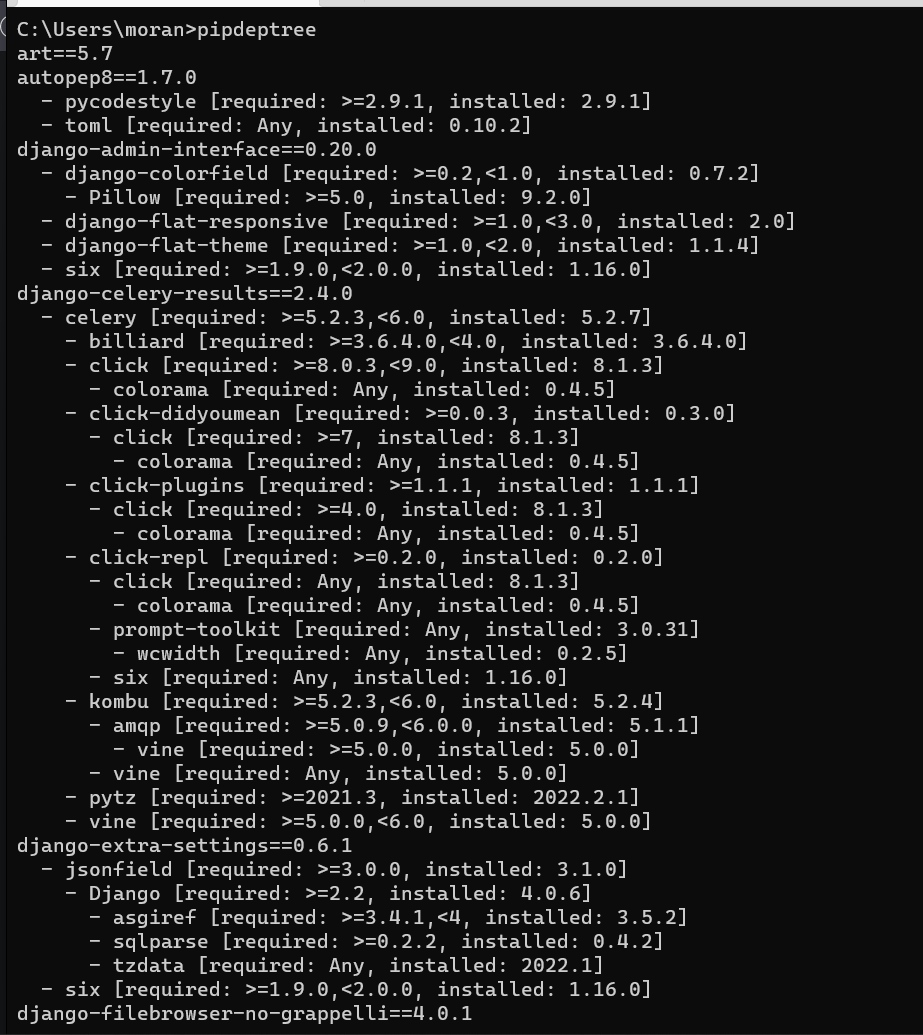 C:\Users\moran>pipdeptree
art==5.7
autopep8==1.7.0
  - pycodestyle [required: >=2.9.1, installed: 2.9.1]
  - toml [required: Any, installed: 0.10.2]
django-admin-interface==0.20.0
  - django-colorfield [required: >=0.2,<1.0, installed: 0.7.2]
    - Pillow [required: >=5.0, installed: 9.2.0]
  - django-flat-responsive [required: >=1.0,<3.0, installed: 2.0]
  - django-flat-theme [required: >=1.0,<2.0, installed: 1.1.4]
  - six [required: >=1.9.0,<2.0.0, installed: 1.16.0]
django-celery-results==2.4.0
  - celery [required: >=5.2.3,<6.0, installed: 5.2.7]
    - billiard [required: >=3.6.4.0,<4.0, installed: 3.6.4.0]
    - click [required: >=8.0.3,<9.0, installed: 8.1.3]
      - colorama [required: Any, installed: 0.4.5]
    - click-didyoumean [required: >=0.0.3, installed: 0.3.0]
      - click [required: >=7, installed: 8.1.3]
        - colorama [required: Any, installed: 0.4.5]
    - click-plugins [required: >=1.1.1, installed: 1.1.1]
      - click [required: >=4.0, installed: 8.1.3]
        - colorama [required: Any, installed: 0.4.5]
    - click-repl [required: >=0.2.0, installed: 0.2.0]
      - click [required: Any, installed: 8.1.3]
        - colorama [required: Any, installed: 0.4.5]
      - prompt-toolkit [required: Any, installed: 3.0.31]
        - wcwidth [required: Any, installed: 0.2.5]
      - six [required: Any, installed: 1.16.0]
    - kombu [required: >=5.2.3,<6.0, installed: 5.2.4]
      - amqp [required: >=5.0.9,<6.0.0, installed: 5.1.1]
        - vine [required: >=5.0.0, installed: 5.0.0]
      - vine [required: Any, installed: 5.0.0]
    - pytz [required: >=2021.3, installed: 2022.2.1]
    - vine [required: >=5.0.0,<6.0, installed: 5.0.0]
django-extra-settings==0.6.1
  - jsonfield [required: >=3.0.0, installed: 3.1.0]
    - Django [required: >=2.2, installed: 4.0.6]
      - asgiref [required: >=3.4.1,<4, installed: 3.5.2]
      - sqlparse [required: >=0.2.2, installed: 0.4.2]
      - tzdata [required: Any, installed: 2022.1]
  - six [required: >=1.9.0,<2.0.0, installed: 1.16.0]
django-filebrowser-no-grappelli==4.0.1